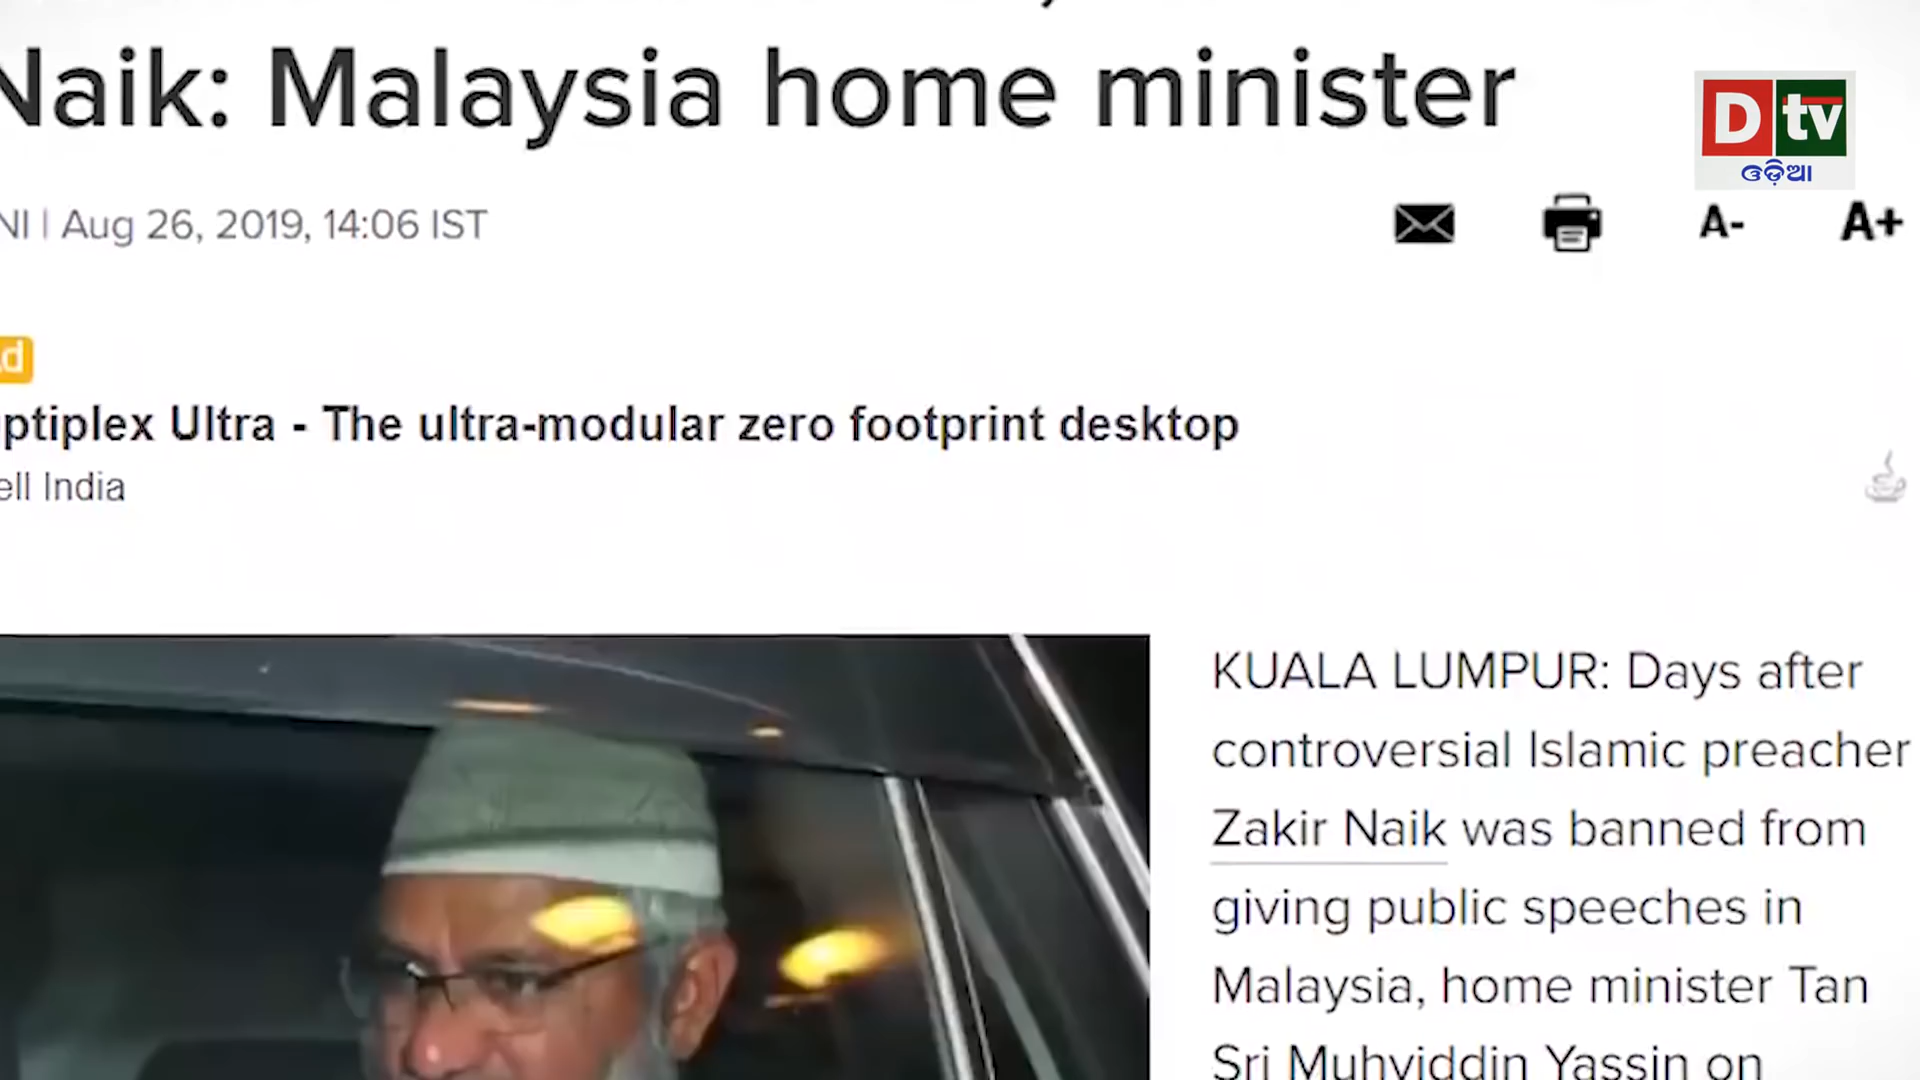 Naik: Malaysia home minister
D tv
ଓଡ଼ିଆ
NI | Aug 26, 2019, 14:06 IST
A- A+
ptiplex Ultra - The ultra-modular zero footprint desktop
ell India
KUALA LUMPUR: Days after
controversial Islamic preacher
Zakir Naik was banned from
giving public speeches in
Malaysia, home minister Tan
Sri Muhyiddin Yassin on